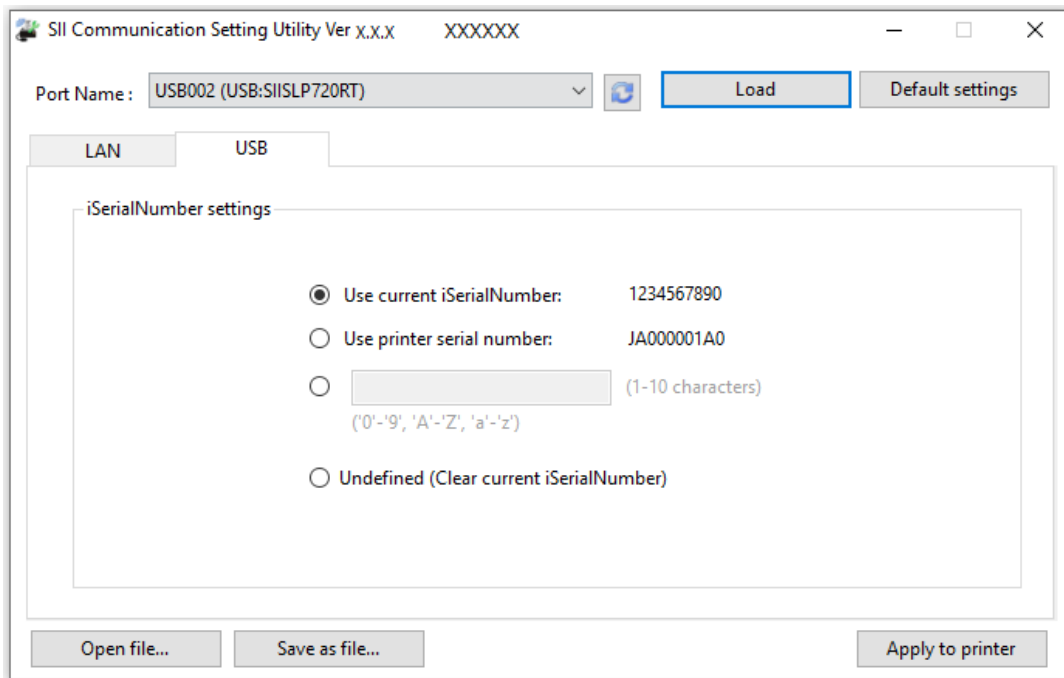 SII Communication Setting Utility Ver X.X.X XXXXXX
Port Name : USB002 (USB:SIISLP720RT) Load Default settings
LAN USB
iSerialNumber settings
Use current iSerialNumber: 1234567890
Use printer serial number: JA000001A0
(1-10 characters)
('0'-'9', 'A'-'Z', 'a'-'z')
Undefined (Clear current iSerialNumber)
Open file... Save as file... Apply to printer